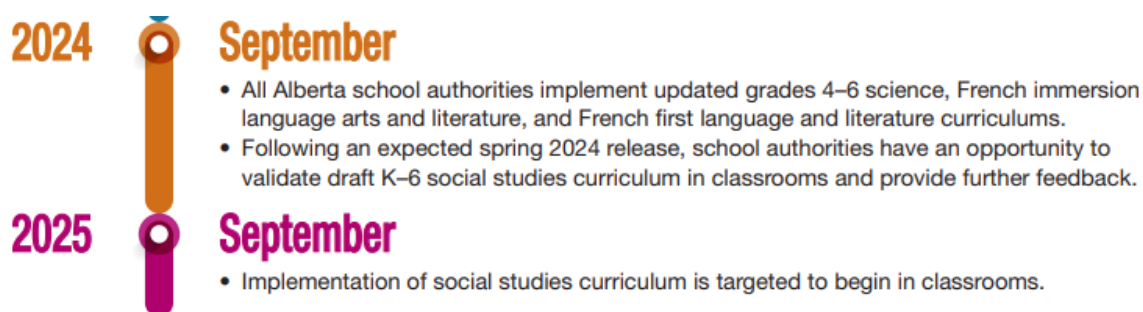 2024 September
• All Alberta school authorities implement updated grades 4–6 science, French immersion
language arts and literature, and French first language and literature curriculums.
• Following an expected spring 2024 release, school authorities have an opportunity to
validate draft K–6 social studies curriculum in classrooms and provide further feedback.
2025 September
• Implementation of social studies curriculum is targeted to begin in classrooms.